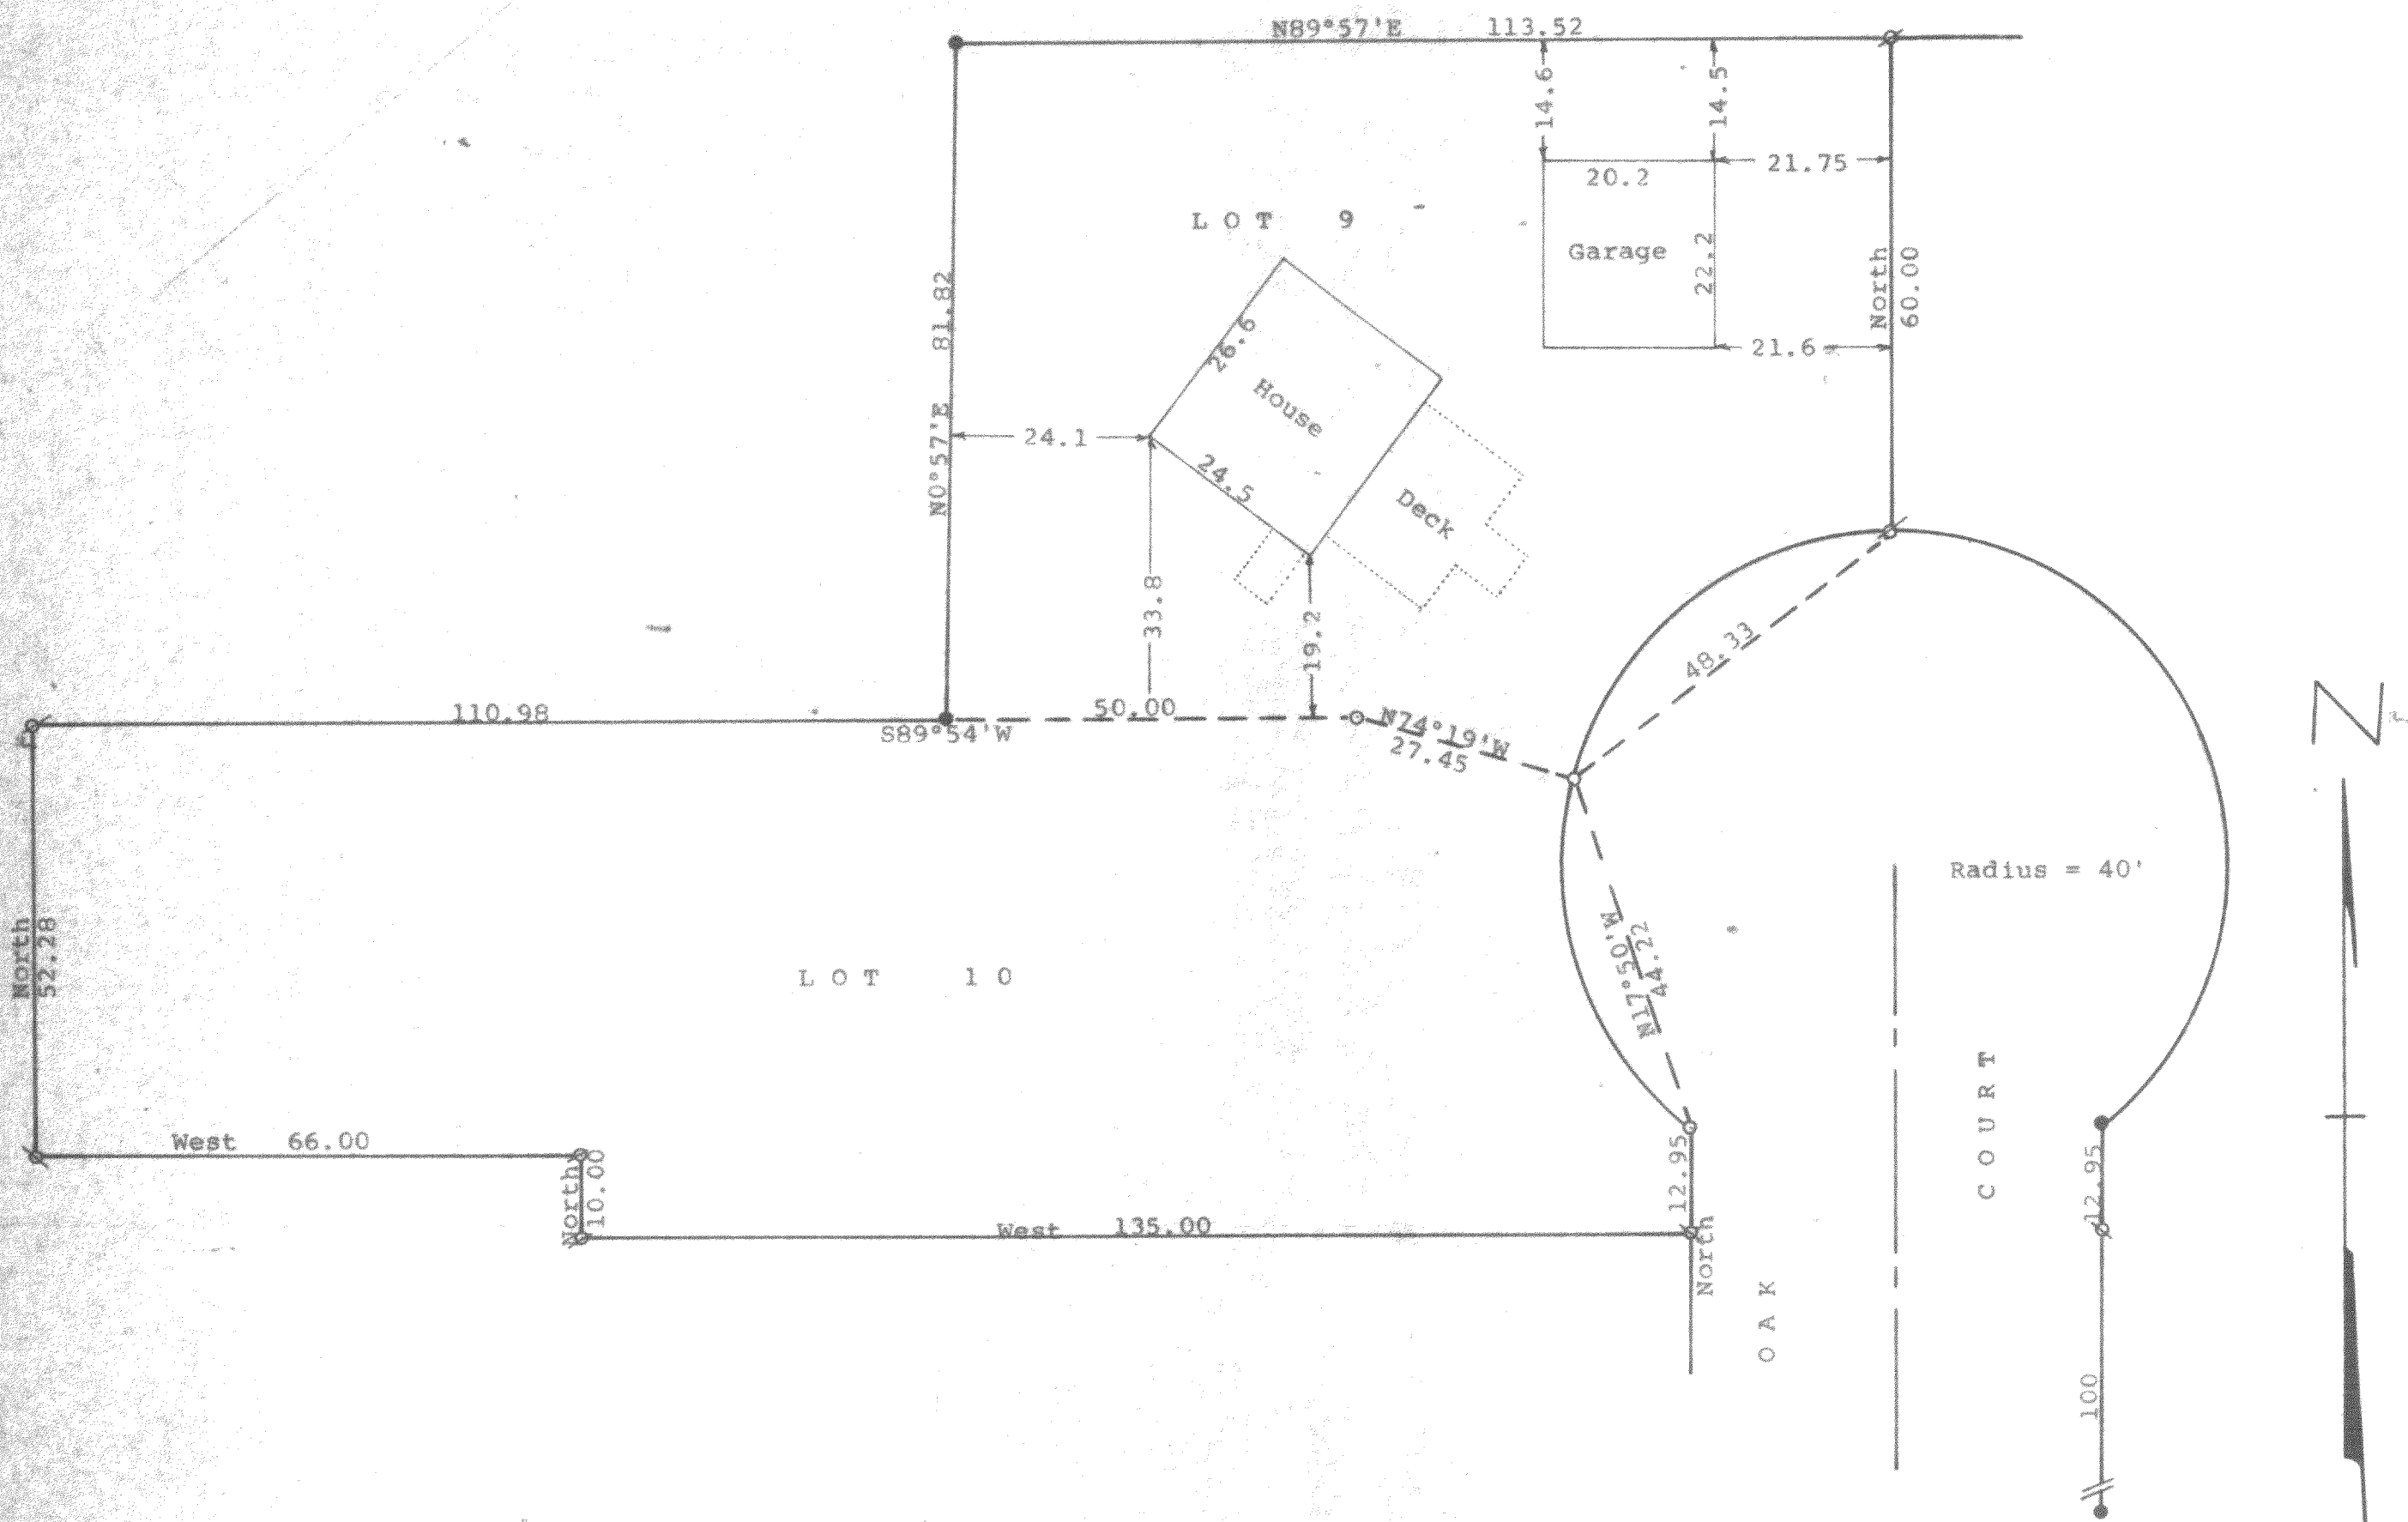 N89°57'E 113.52
14.6
14.5
21.75
20.2
LOT 9
Garage
22.2
North
60.00
21.6
N0°57'E 81.82
26.6
House
24.1
24.5
Deck
33.8
19.2
48.33
110.98
50.00
S89°54'W
N74°19'W
27.45
N
Radius = 40'
North
52.28
LOT 10
N17°50'W
44.22
West 66.00
North
10.00
West 135.00
12.95
North
OAK
COURT
12.95
100